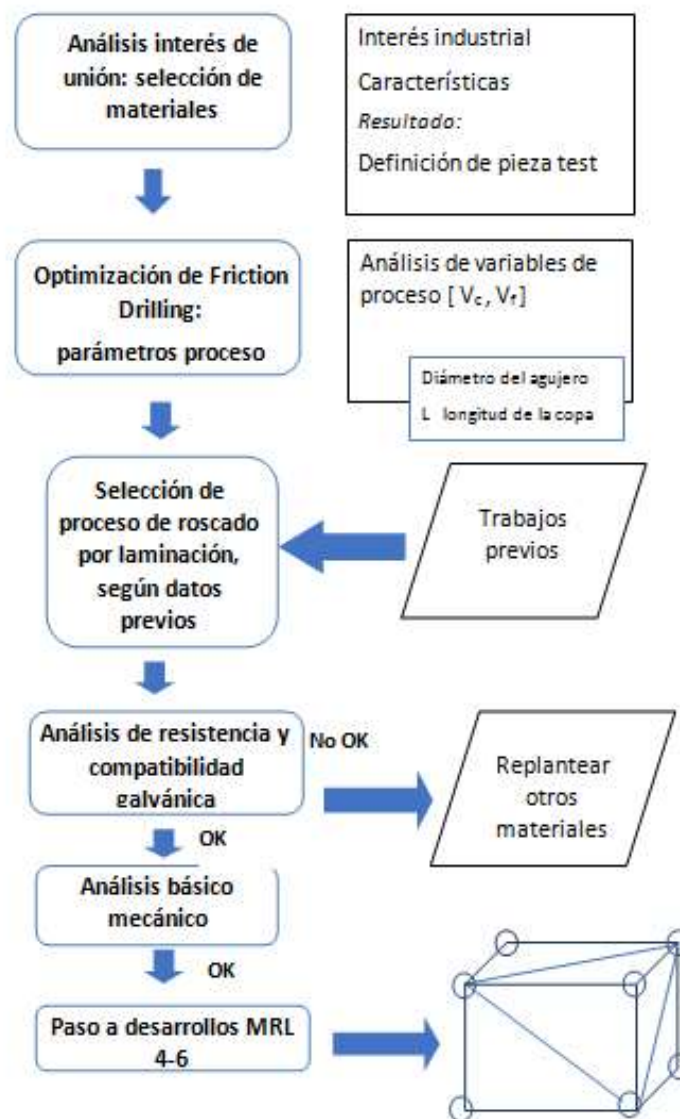 Análisis interés de
unión: selección de
materiales
Interés industrial
Características
Resultado:
Definición de pieza test
Optimización de Friction
Drilling:
parámetros proceso
Análisis de variables de
proceso [ Vc , Vf ]
Diámetro del agujero
L longitud de la copa
Selección de
proceso de roscado
por laminación,
según datos
previos
Trabajos
previos
Análisis de resistencia y
compatibilidad
galvánica
No OK
Replantear
otros
materiales
OK
Análisis básico
mecánico
OK
Paso a desarrollos MRL
4-6